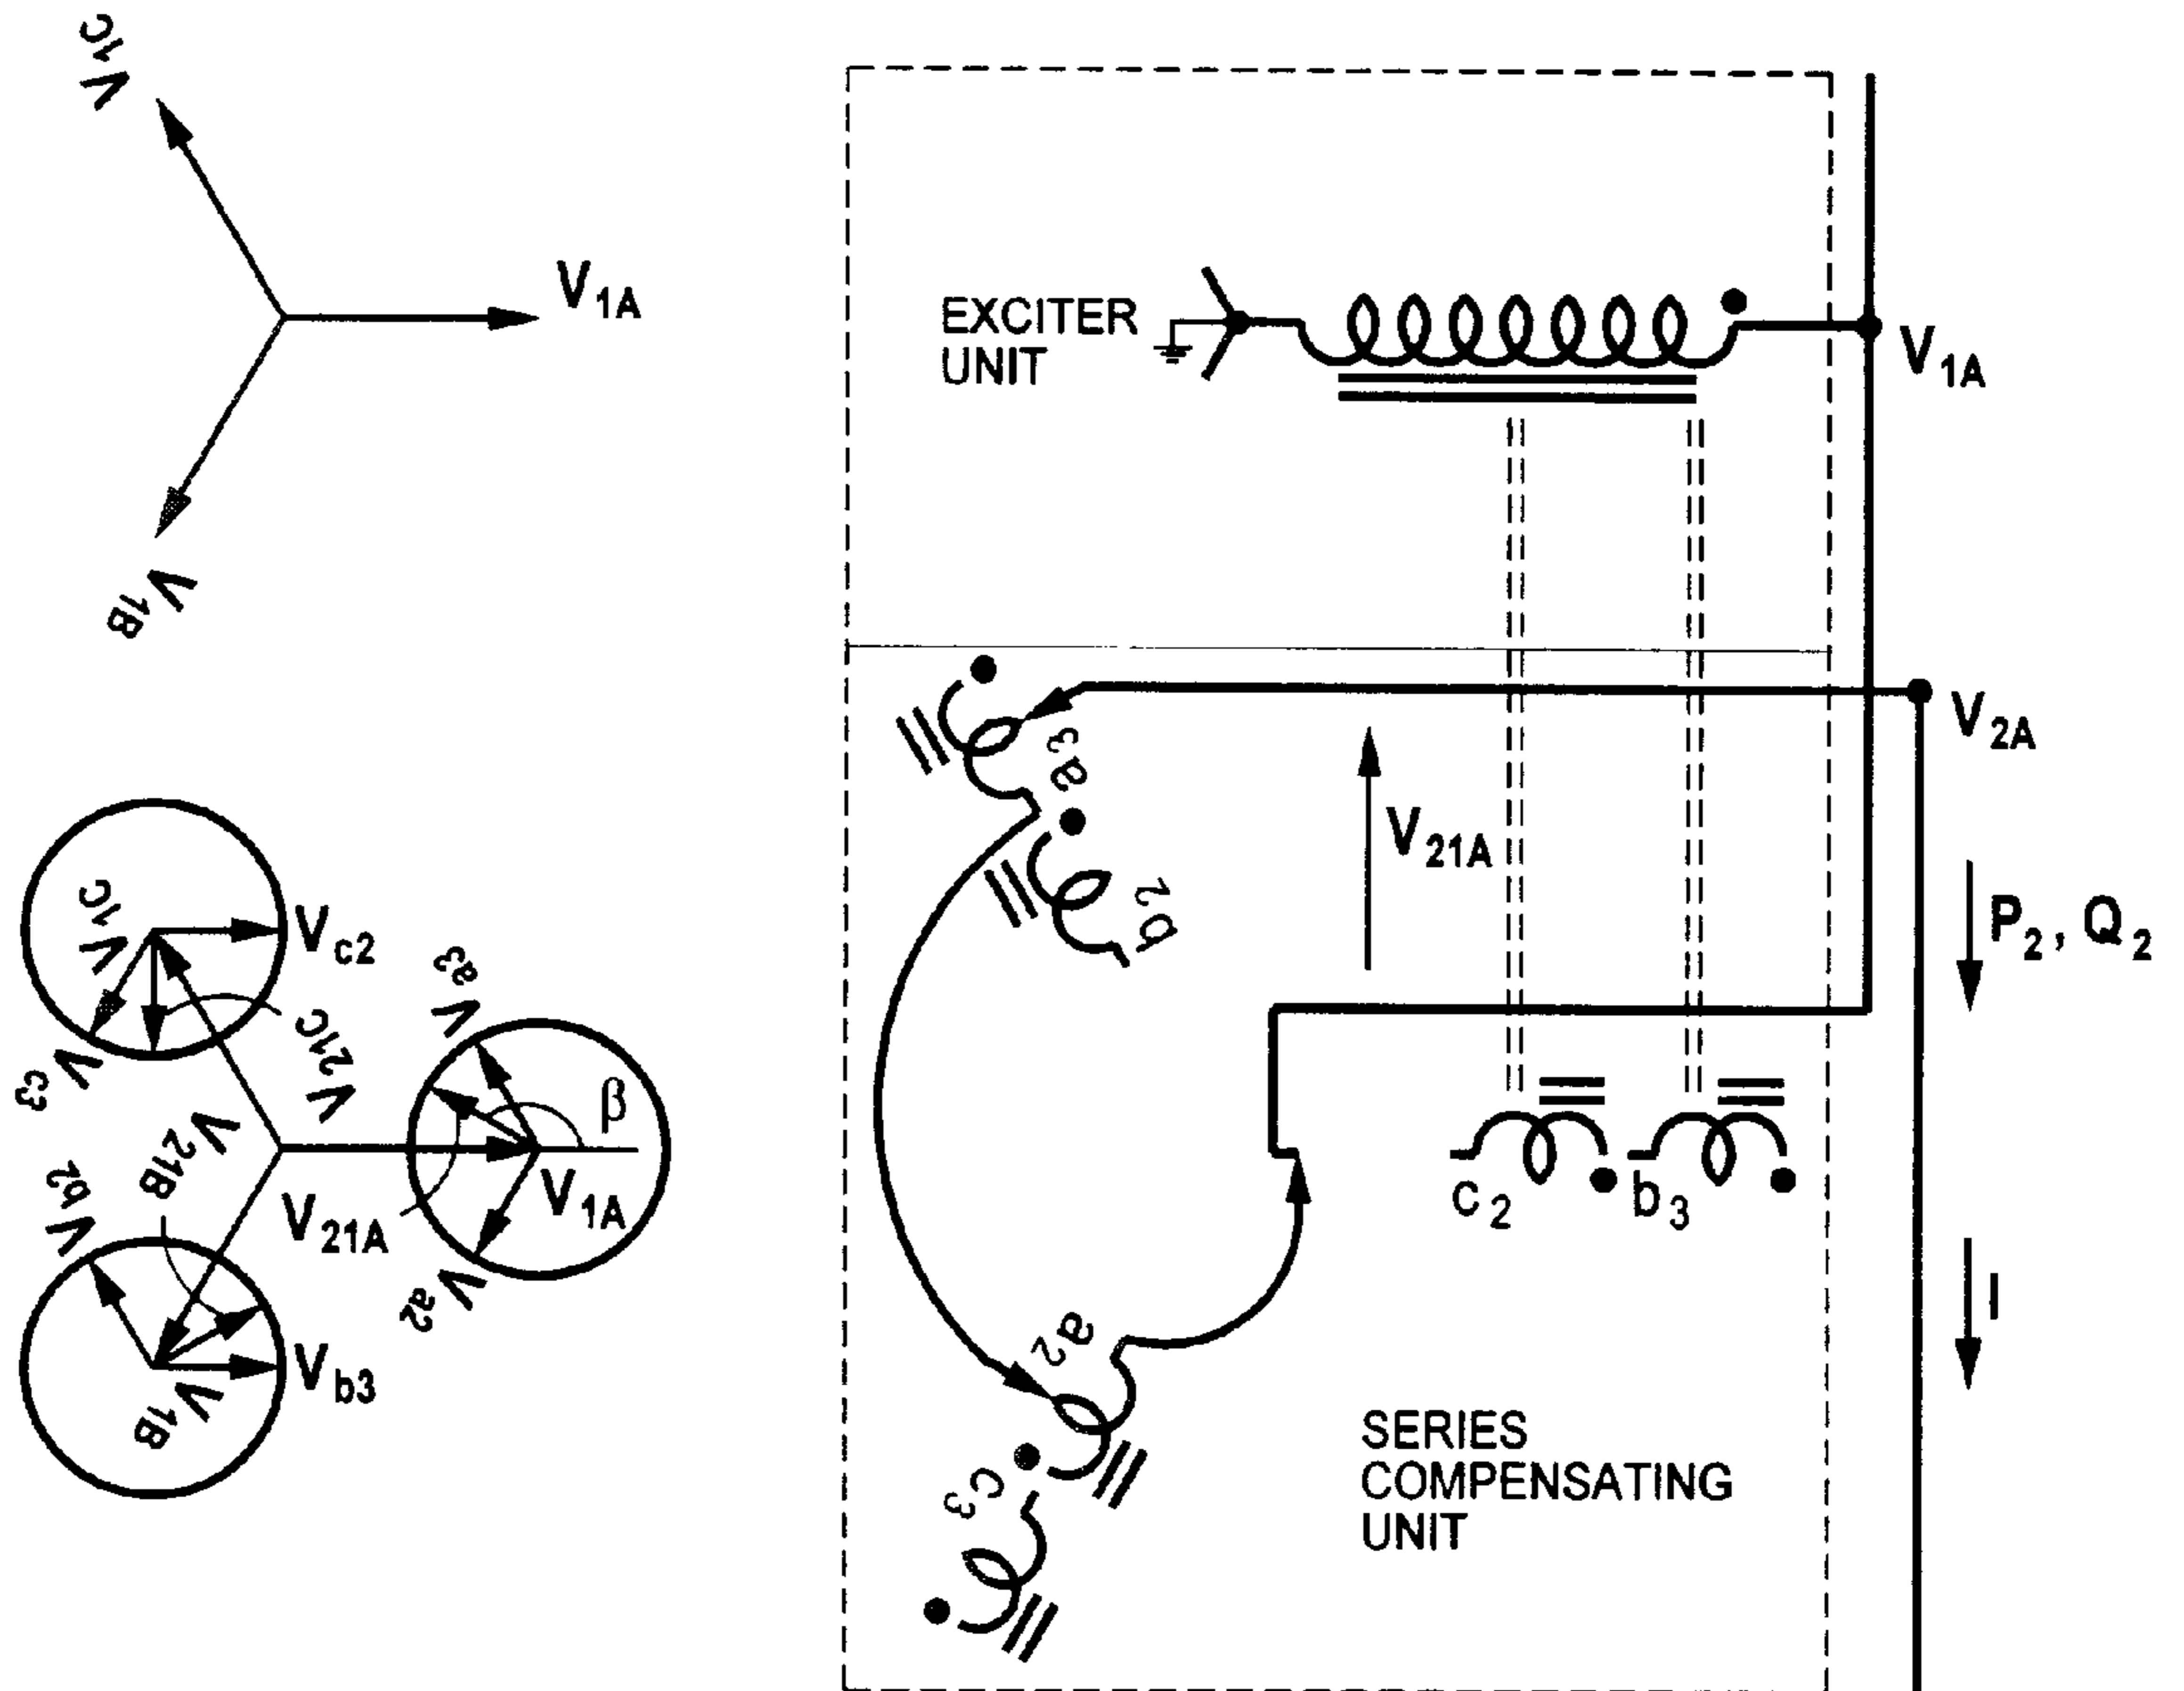 V1C
V1A
V1B
EXCITER
UNIT
V1A
V2A
a3
b2
V21A
P2, Q2
V1C
Vc2
Vc3
V21C
Va3
β
V21B
Vb2
V21A
V1A
Va2
Vb3
V1B
c2
b3
I
a2
c3
SERIES
COMPENSATING
UNIT